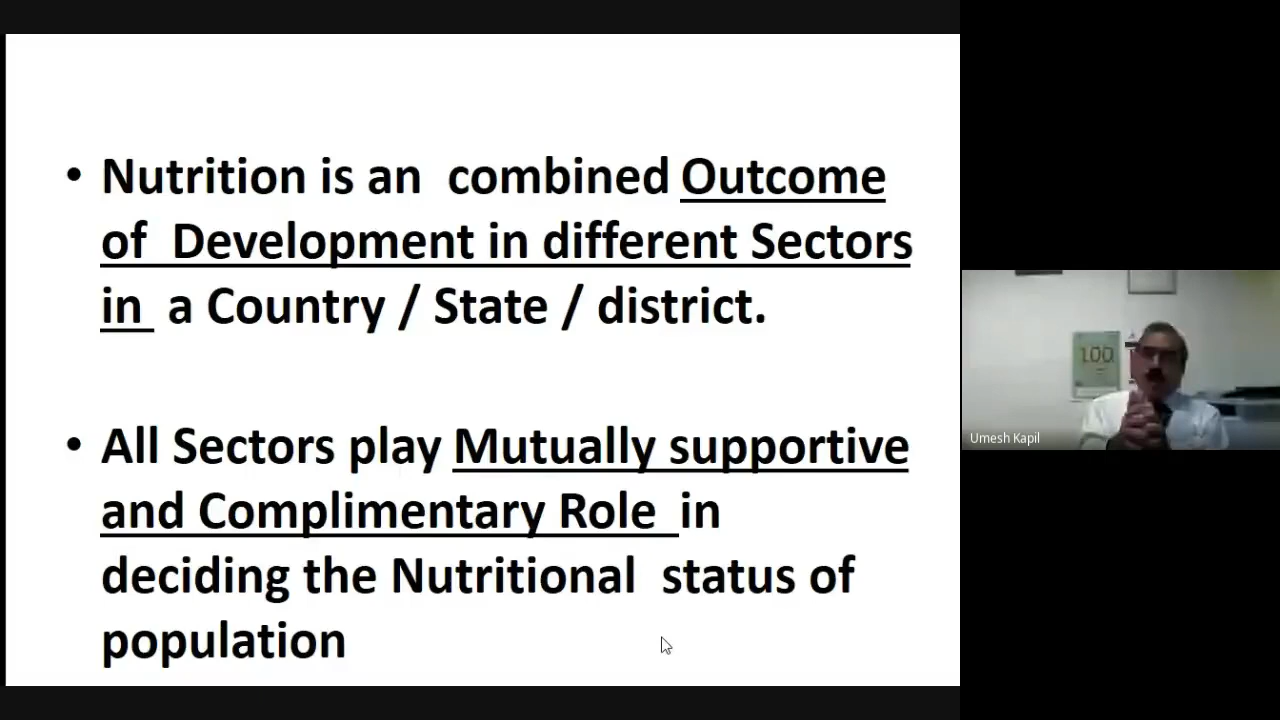 • Nutrition is an combined Outcome
of Development in different Sectors
in a Country / State / district.
• All Sectors play Mutually supportive
and Complimentary Role in
deciding the Nutritional status of
population
100
Umesh Kapil